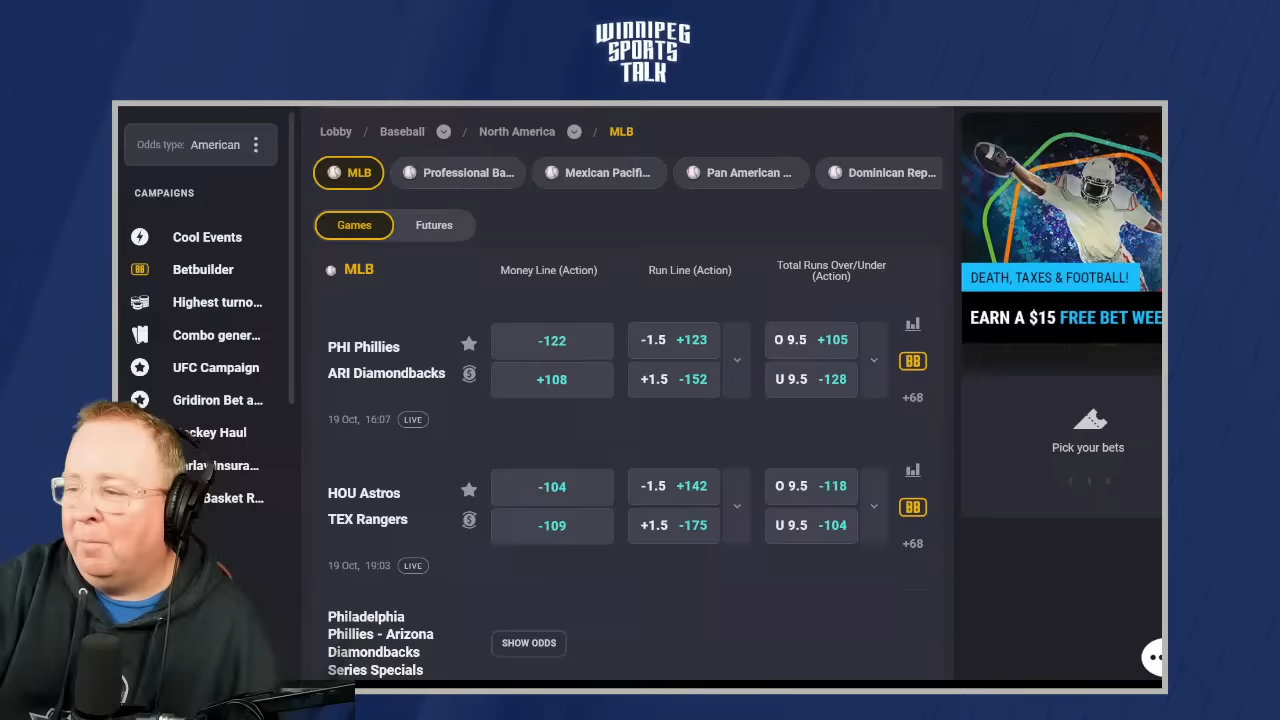 WINNIPEG
SPORTS
TALK
Odds type: American
CAMPAIGNS
Cool Events
Betbuilder
Highest turno...
Combo gener...
UFC Campaign
Gridiron Bet a...
ockey Haul
arlay Insura...
Basket R...
Lobby / Baseball / North America / MLB
MLB
Professional Ba...
Mexican Pacifi...
Pan American ...
Dominican Rep...
Games
Futures
MLB
Money Line (Action)
Run Line (Action)
Total Runs Over/Under
(Action)
PHI Phillies
ARI Diamondbacks
-122
+108
-1.5 +123
+1.5 -152
O 9.5 +105
U 9.5 -128
BB
+68
19 Oct, 16:07 LIVE
HOU Astros
TEX Rangers
-104
-109
-1.5 +142
+1.5 -175
O 9.5 -118
U 9.5 -104
BB
+68
19 Oct, 19:03 LIVE
Philadelphia
Phillies - Arizona
Diamondbacks
Series Specials
SHOW ODDS
DEATH, TAXES & FOOTBALL!
EARN A $15 FREE BET WEE
Pick your bets